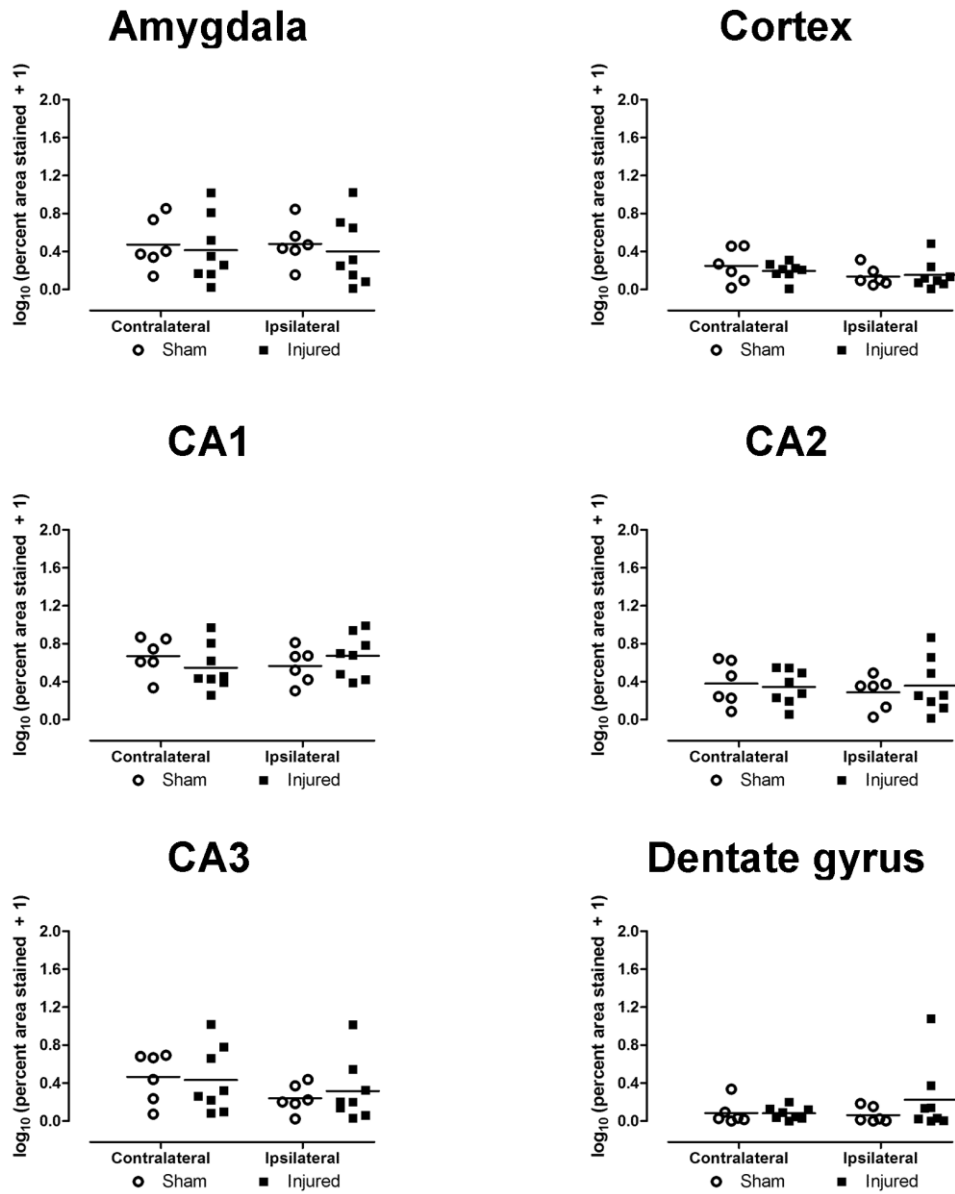 Amygdala
log10 (percent area stained + 1)
2.0
1.6
1.2
0.8
0.4
0.0
Contralateral Ipsilateral
Sham Injured
Cortex
log10 (percent area stained + 1)
2.0
1.6
1.2
0.8
0.4
0.0
Contralateral Ipsilateral
Sham Injured
CA1
log10 (percent area stained + 1)
2.0
1.6
1.2
0.8
0.4
0.0
Contralateral Ipsilateral
Sham Injured
CA2
log10 (percent area stained + 1)
2.0
1.6
1.2
0.8
0.4
0.0
Contralateral Ipsilateral
Sham Injured
CA3
log10 (percent area stained + 1)
2.0
1.6
1.2
0.8
0.4
0.0
Contralateral Ipsilateral
Sham Injured
Dentate gyrus
log10 (percent area stained + 1)
2.0
1.6
1.2
0.8
0.4
0.0
Contralateral Ipsilateral
Sham Injured